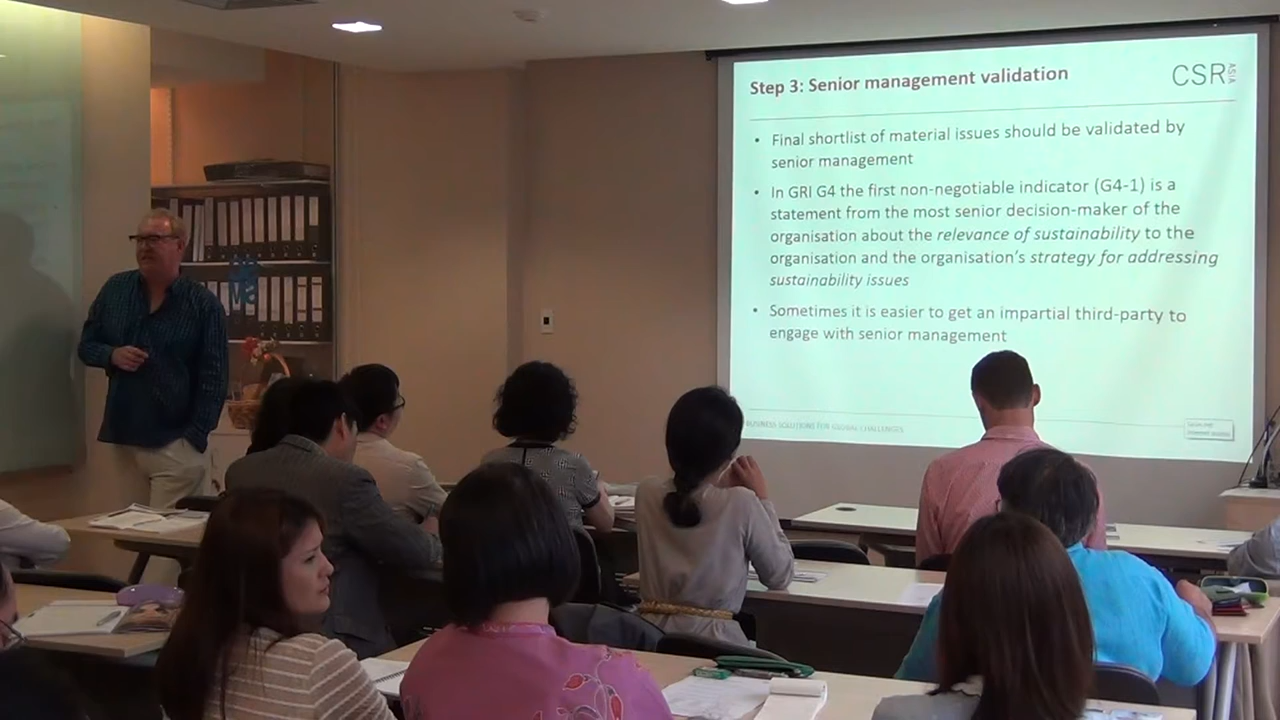 Step 3: Senior management validation
CSR ASIA
• Final shortlist of material issues should be validated by
senior management
• In GRI G4 the first non-negotiable indicator (G4-1) is a
statement from the most senior decision-maker of the
organisation about the relevance of sustainability to the
organisation and the organisation's strategy for addressing
sustainability issues
• Sometimes it is easier to get an impartial third-party to
engage with senior management
BUSINESS SOLUTIONS FOR GLOBAL CHALLENGES